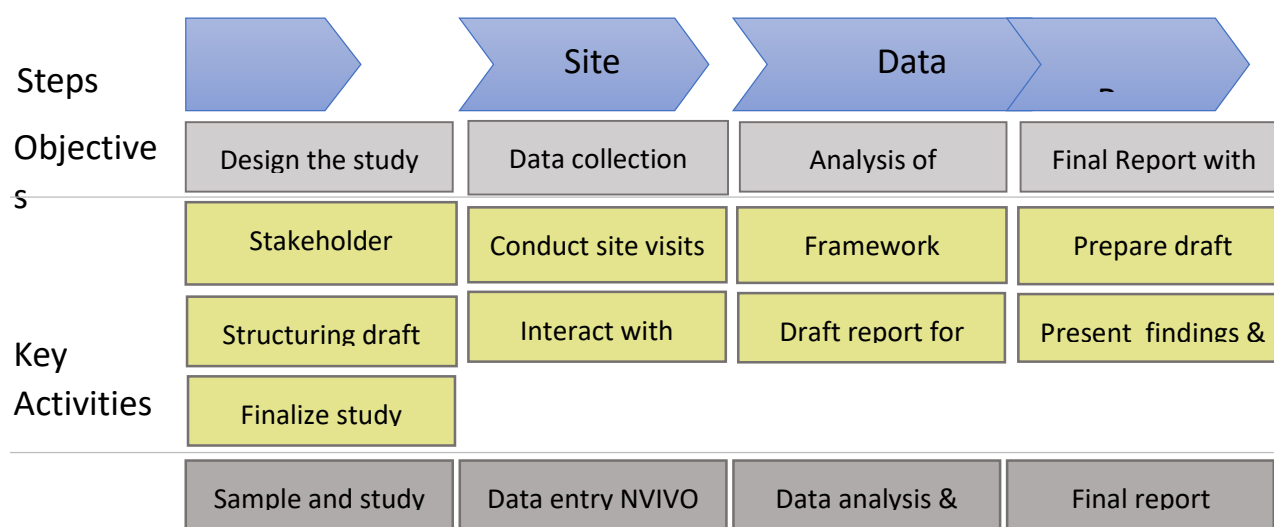 Steps
Site
Data
Objective
s
Design the study
Data collection
Analysis of
Final Report with
Key
Activities
Stakeholder
Conduct site visits
Framework
Prepare draft
Structuring draft
Interact with
Draft report for
Present findings &
Finalize study
Sample and study
Data entry NVIVO
Data analysis &
Final report